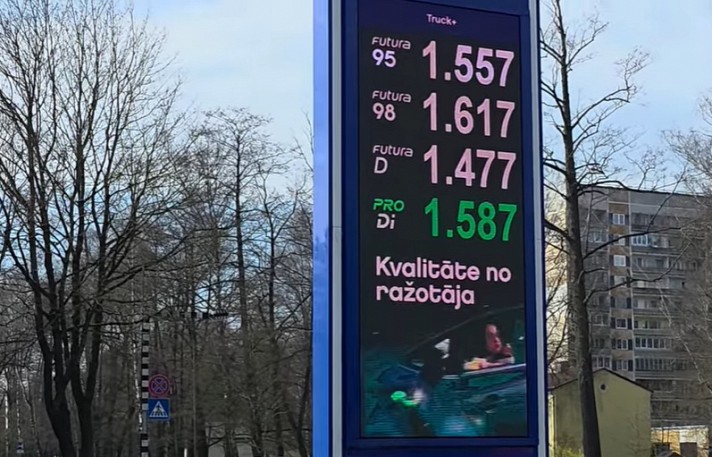 Truck+
Futura 95 1.557
Futura 98 1.617
Futura D 1.477
PRO Di 1.587
Kvalitāte no
ražotāja